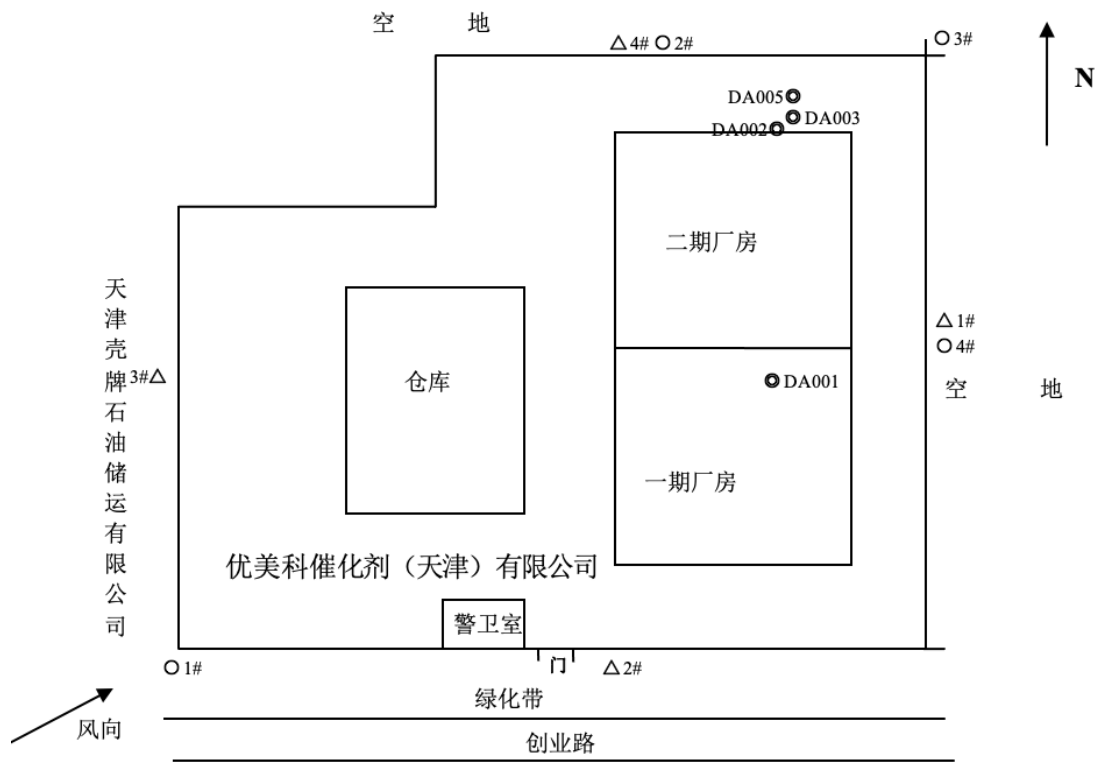 空 地
△4# ○2#
○3#
N
DA005
DA003
DA002
二期厂房
天津壳牌石油储运有限公司
△1#
○4#
3#△
仓库
DA001
空 地
一期厂房
优美科催化剂（天津）有限公司
警卫室
○1#
门
△2#
绿化带
风向
创业路